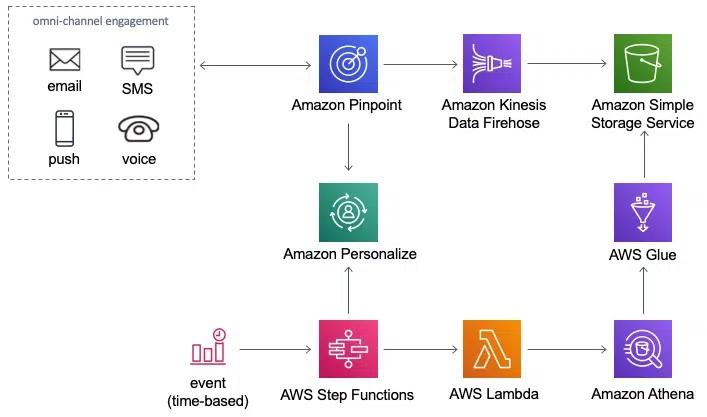 omni-channel engagement
email
SMS
push
voice
Amazon Pinpoint
Amazon Kinesis
Data Firehose
Amazon Simple
Storage Service
Amazon Personalize
AWS Glue
event
(time-based)
AWS Step Functions
AWS Lambda
Amazon Athena